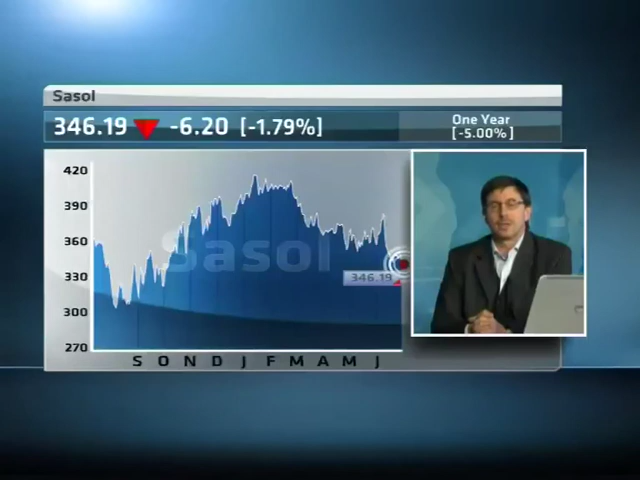 Sasol
346.19 -6.20 [-1.79%]
One Year
[-5.00%]
420
390
360
330
300
270
Sasol
346.19
S O N D J F M A M J